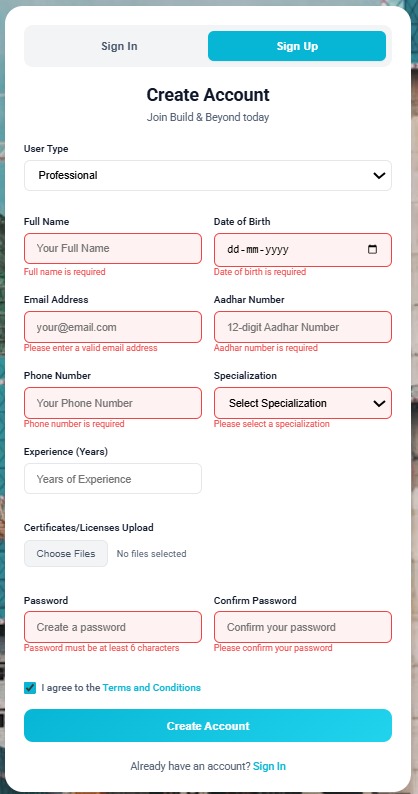 Sign In Sign Up
Create Account
Join Build & Beyond today
User Type
Professional
Full Name Date of Birth
Your Full Name dd-mm-yyyy
Full name is required Date of birth is required
Email Address Aadhar Number
your@email.com 12-digit Aadhar Number
Please enter a valid email address Aadhar number is required
Phone Number Specialization
Your Phone Number Select Specialization
Phone number is required Please select a specialization
Experience (Years)
Years of Experience
Certificates/Licenses Upload
Choose Files No files selected
Password Confirm Password
Create a password Confirm your password
Password must be at least 6 characters Please confirm your password
I agree to the Terms and Conditions
Create Account
Already have an account? Sign In